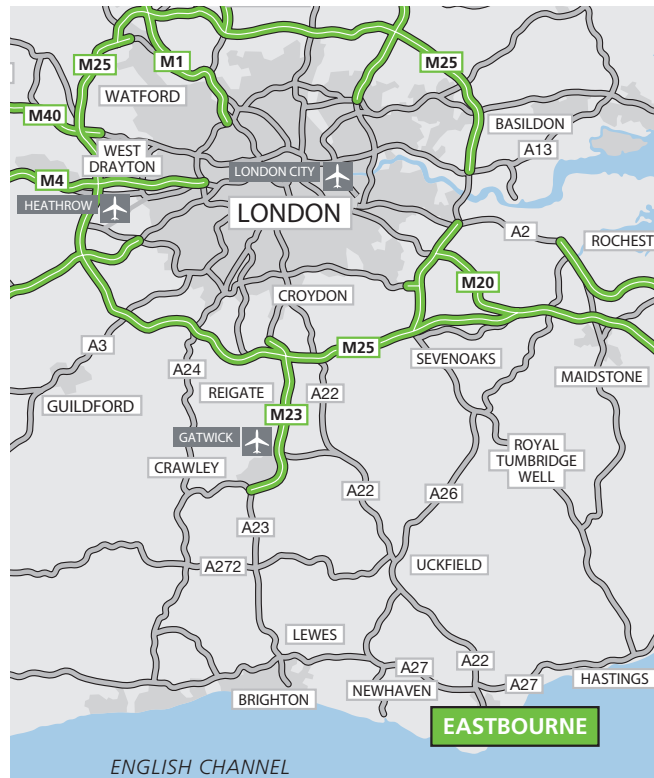 M25
M1
M25
WATFORD
M40
BASILDON
WEST
DRAYTON
A13
LONDON CITY
M4
HEATHROW
LONDON
A2
ROCHEST
M20
CROYDON
A3
M25
SEVENOAKS
A24
MAIDSTONE
REIGATE
A22
GUILDFORD
M23
GATWICK
ROYAL
TUMBRIDGE
WELL
CRAWLEY
A22
A26
A23
A272
UCKFIELD
LEWES
A27
A22
HASTINGS
A27
NEWHAVEN
BRIGHTON
EASTBOURNE
ENGLISH CHANNEL